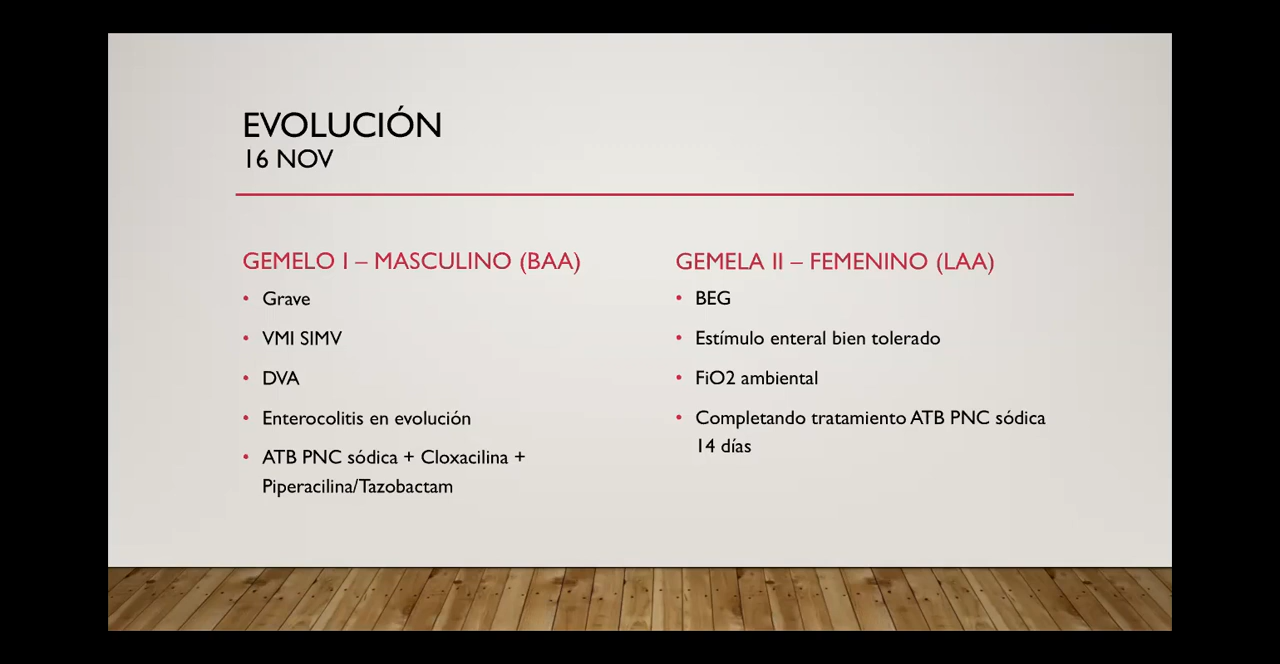 EVOLUCIÓN
16 NOV
GEMELO I – MASCULINO (BAA)
• Grave
• VMI SIMV
• DVA
• Enterocolitis en evolución
• ATB PNC sódica + Cloxacilina +
Piperacilina/Tazobactam
GEMELA II – FEMENINO (LAA)
• BEG
• Estímulo enteral bien tolerado
• FiO2 ambiental
• Completando tratamiento ATB PNC sódica
14 días